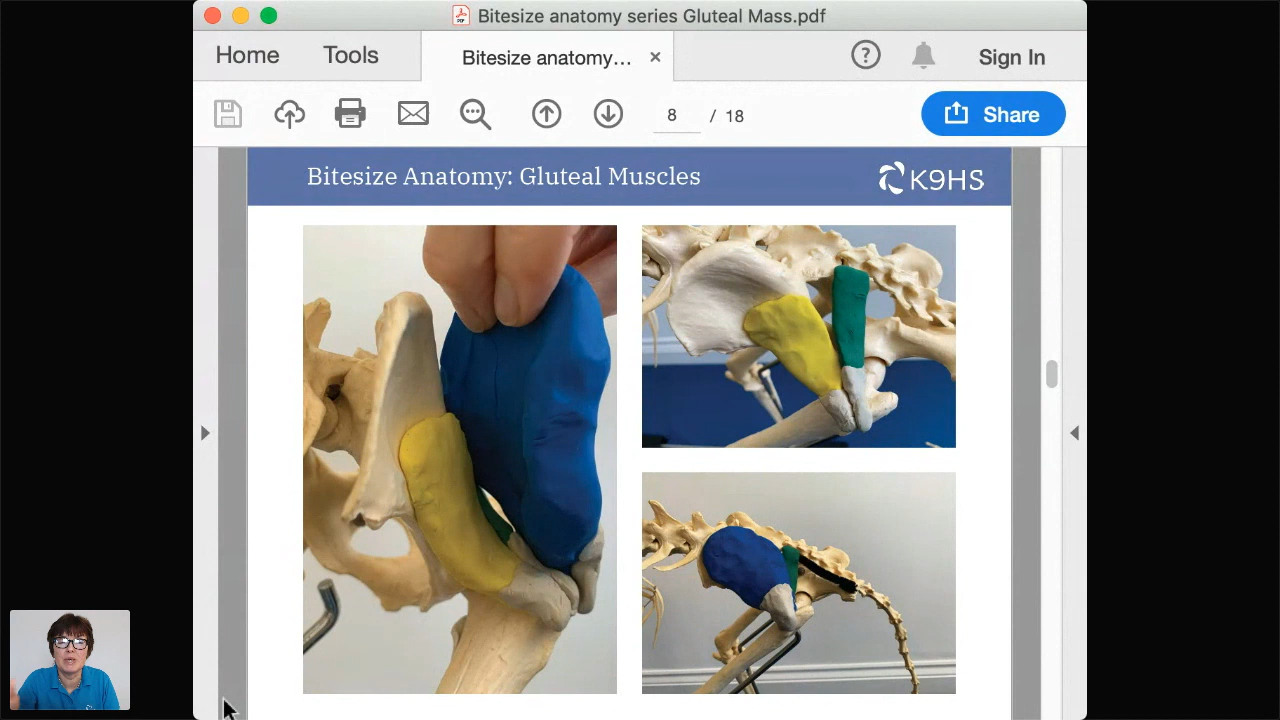 Bitesize anatomy series Gluteal Mass.pdf
Home Tools Bitesize anatomy... × ? Sign In
8 / 18 Share
Bitesize Anatomy: Gluteal Muscles K9HS